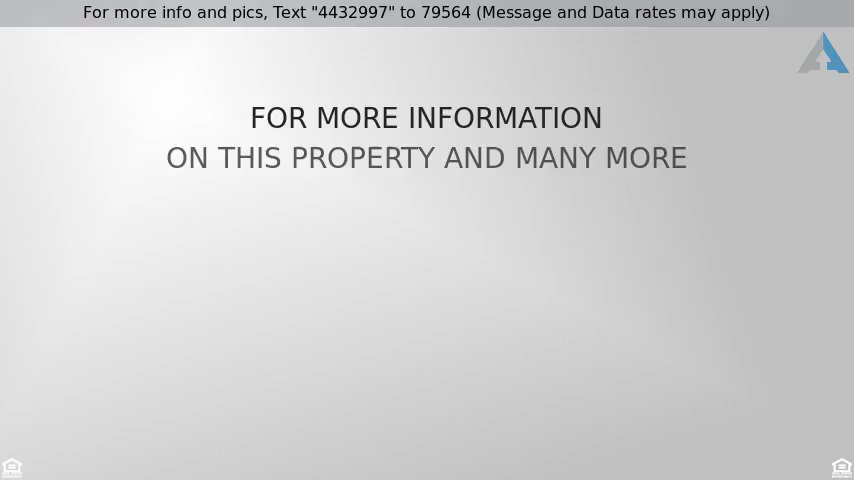 For more info and pics, Text "4432997" to 79564 (Message and Data rates may apply)
FOR MORE INFORMATION
ON THIS PROPERTY AND MANY MORE